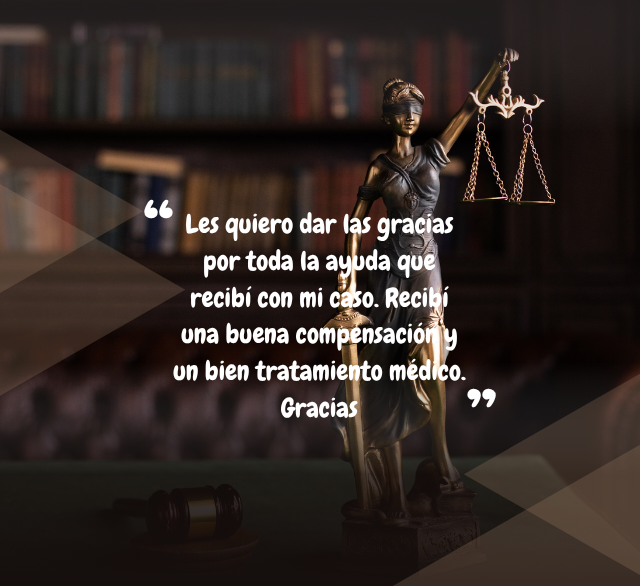 “ Les quiero dar las gracias
por toda la ayuda que
recibí con mi caso. Recibí
una buena compensación y
un bien tratamiento médico.
Gracias ”